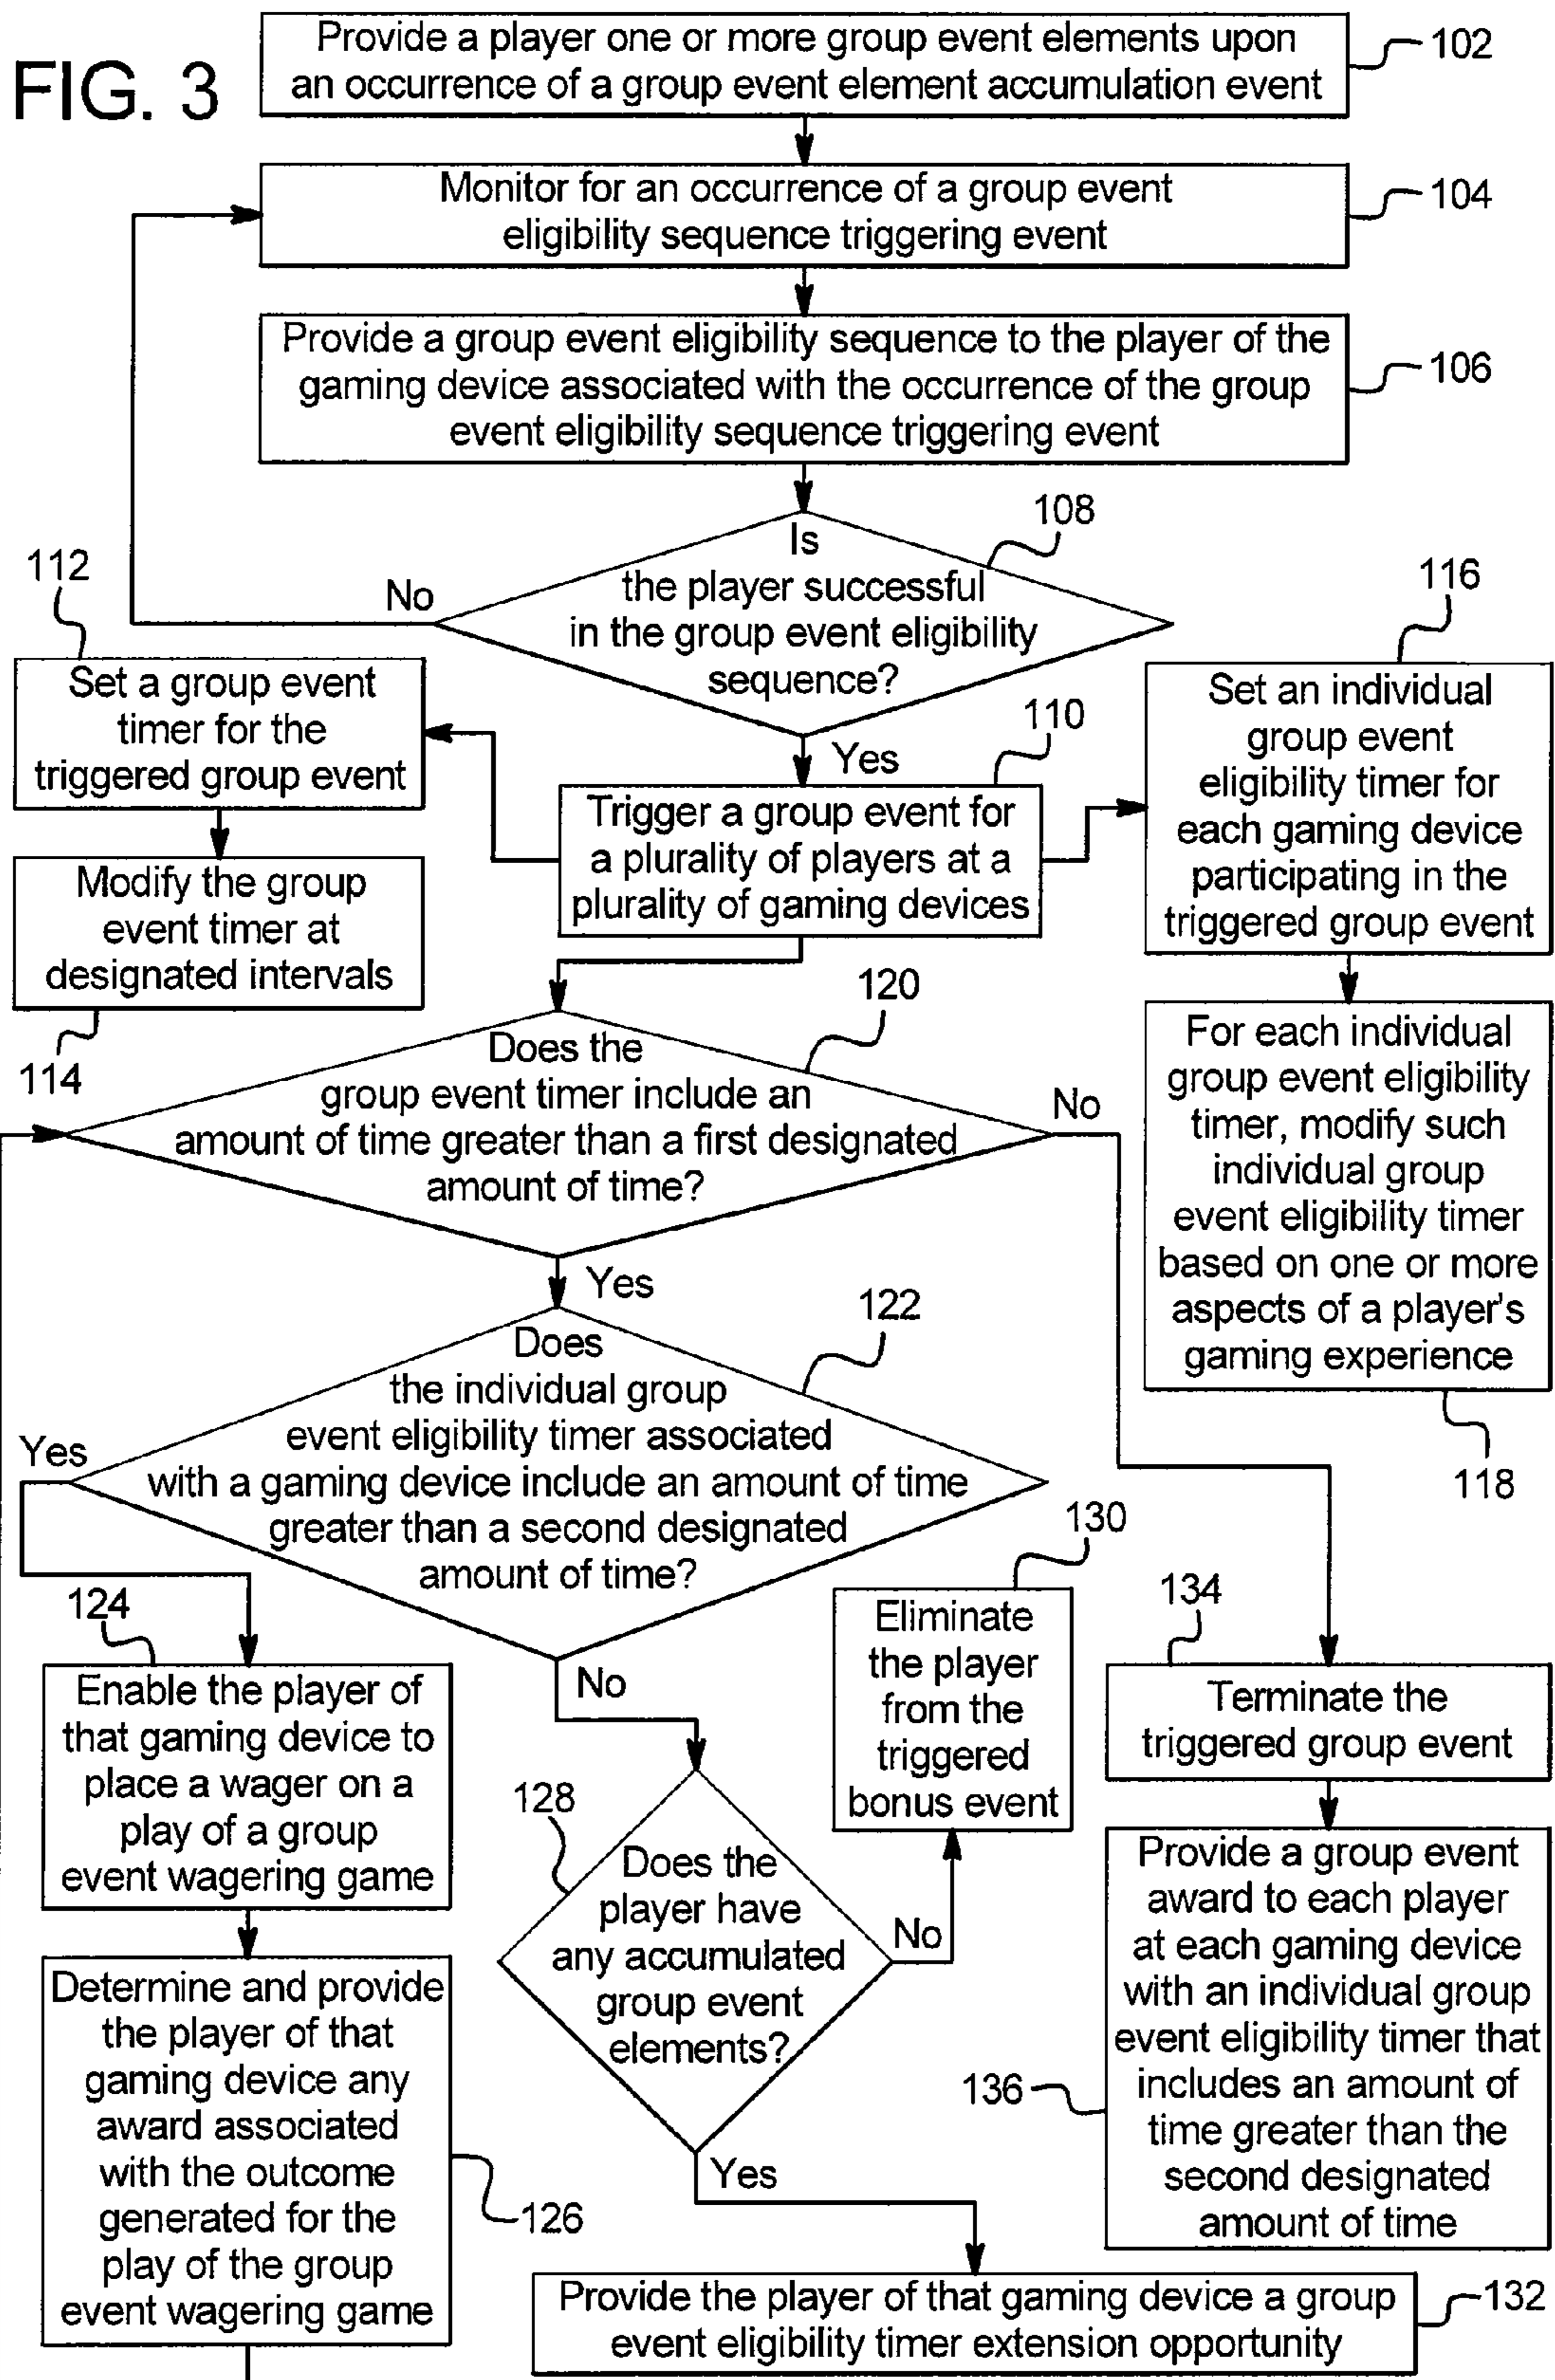 FIG. 3
Provide a player one or more group event elements upon
an occurrence of a group event element accumulation event
102
Monitor for an occurrence of a group event
eligibility sequence triggering event
104
Provide a group event eligibility sequence to the player of the
gaming device associated with the occurrence of the group
event eligibility sequence triggering event
106
Is
the player successful
in the group event eligibility
sequence?
108
No
Yes
112
Set a group event
timer for the
triggered group event
110
Trigger a group event for
a plurality of players at a
plurality of gaming devices
116
Set an individual
group event
eligibility timer for
each gaming device
participating in the
triggered group event
Modify the group
event timer at
designated intervals
114
For each individual
group event eligibility
timer, modify such
individual group
event eligibility timer
based on one or more
aspects of a player's
gaming experience
118
120
Does the
group event timer include an
amount of time greater than a first designated
amount of time?
No
Yes
122
Does
the individual group
event eligibility timer associated
with a gaming device include an amount of time
greater than a second designated
amount of time?
Yes
No
124
Enable the player of
that gaming device to
place a wager on a
play of a group
event wagering game
Determine and provide
the player of that
gaming device any
award associated
with the outcome
generated for the
play of the group
event wagering game
126
128
Does the
player have
any accumulated
group event
elements?
No
Yes
130
Eliminate
the player
from the
triggered
bonus event
Provide the player of that gaming device a group
event eligibility timer extension opportunity
132
134
Terminate the
triggered group event
Provide a group event
award to each player
at each gaming device
with an individual group
event eligibility timer that
includes an amount of
time greater than the
second designated
amount of time
136